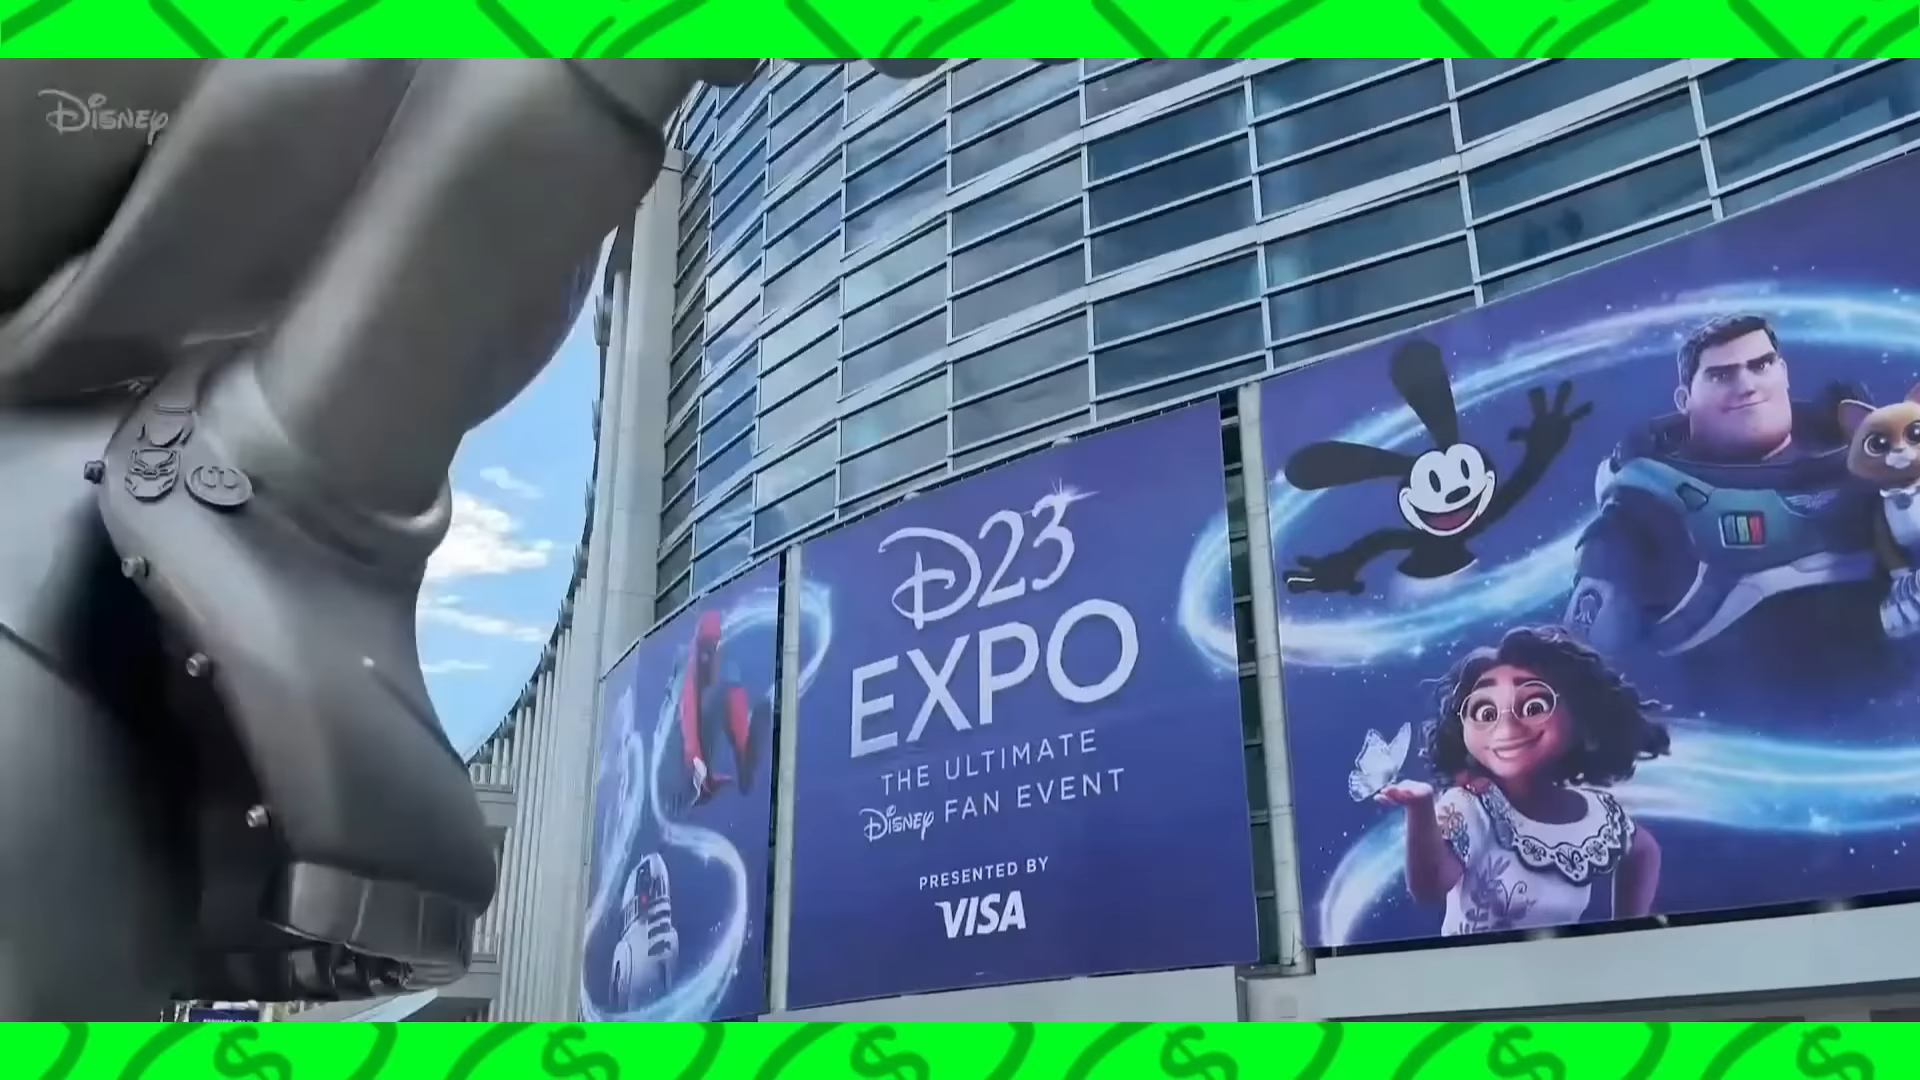 Disney
D23
EXPO
THE ULTIMATE
Disney FAN EVENT
PRESENTED BY
VISA